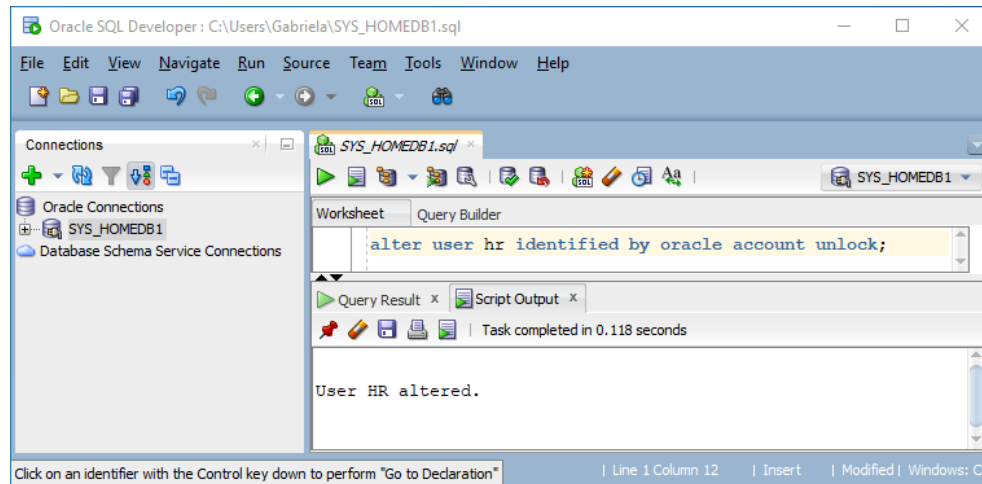 Oracle SQL Developer : C:\Users\Gabriela\SYS_HOMEDB1.sql
File Edit View Navigate Run Source Team Tools Window Help
Connections
SYS_HOMEDB1.sql
SYS_HOMEDB1
Oracle Connections
SYS_HOMEDB1
Database Schema Service Connections
Worksheet Query Builder
alter user hr identified by oracle account unlock;
Query Result x Script Output x
Task completed in 0.118 seconds
User HR altered.
Click on an identifier with the Control key down to perform "Go to Declaration" | Line 1 Column 12 | Insert | Modified | Windows: C